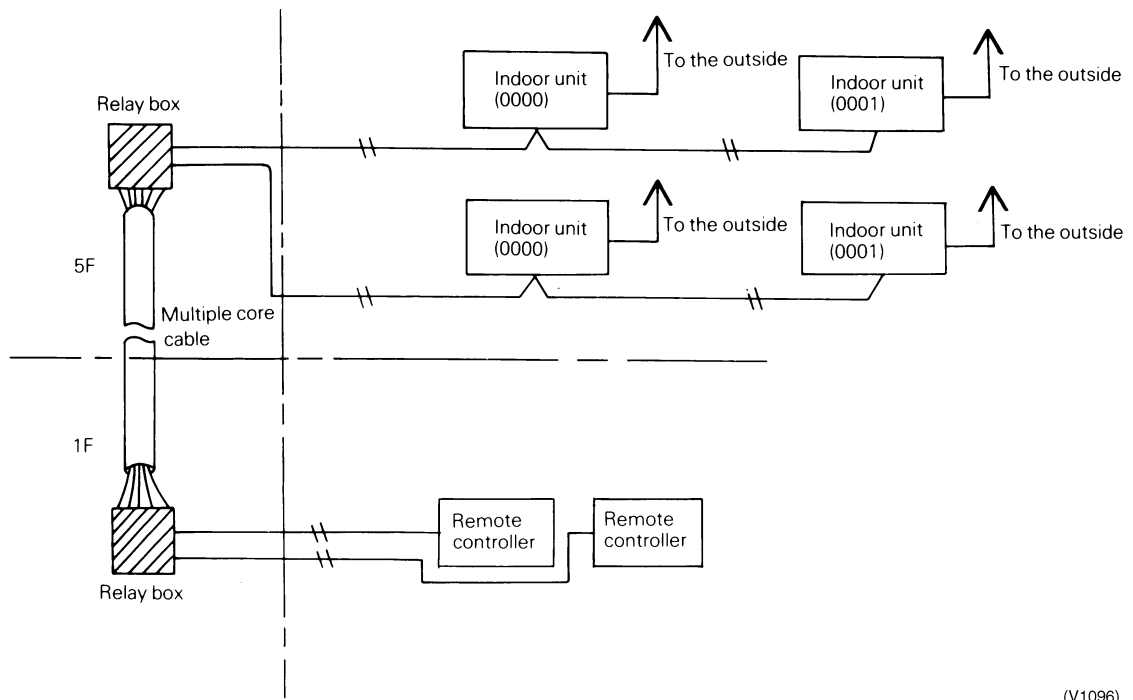 To the outside
To the outside
Indoor unit
(0000)
Indoor unit
(0001)
Relay box
To the outside
To the outside
Indoor unit
(0000)
Indoor unit
(0001)
5F
Multiple core
cable
1F
Remote
controller
Remote
controller
Relay box
(V1096)